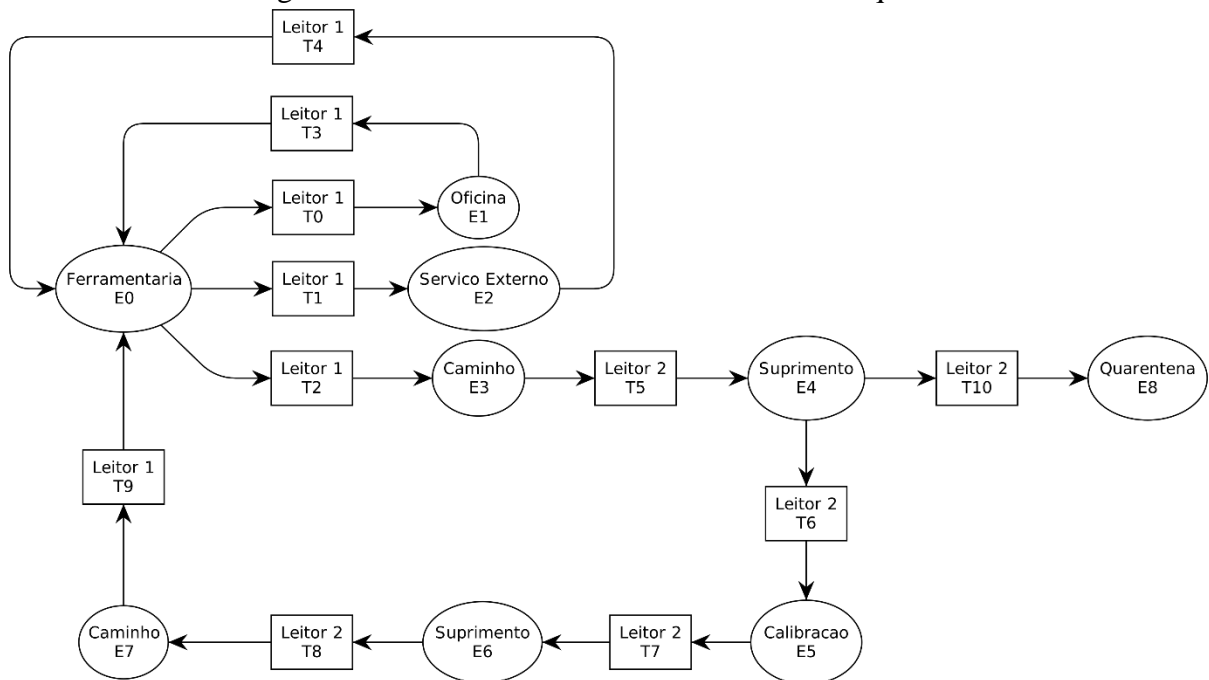 Leitor 1
T4
Leitor 1
T3
Leitor 1
T0
Oficina
E1
Ferramentaria
E0
Leitor 1
T1
Servico Externo
E2
Leitor 1
T2
Caminho
E3
Leitor 2
T5
Suprimento
E4
Leitor 2
T10
Quarentena
E8
Leitor 1
T9
Leitor 2
T6
Caminho
E7
Leitor 2
T8
Suprimento
E6
Leitor 2
T7
Calibracao
E5